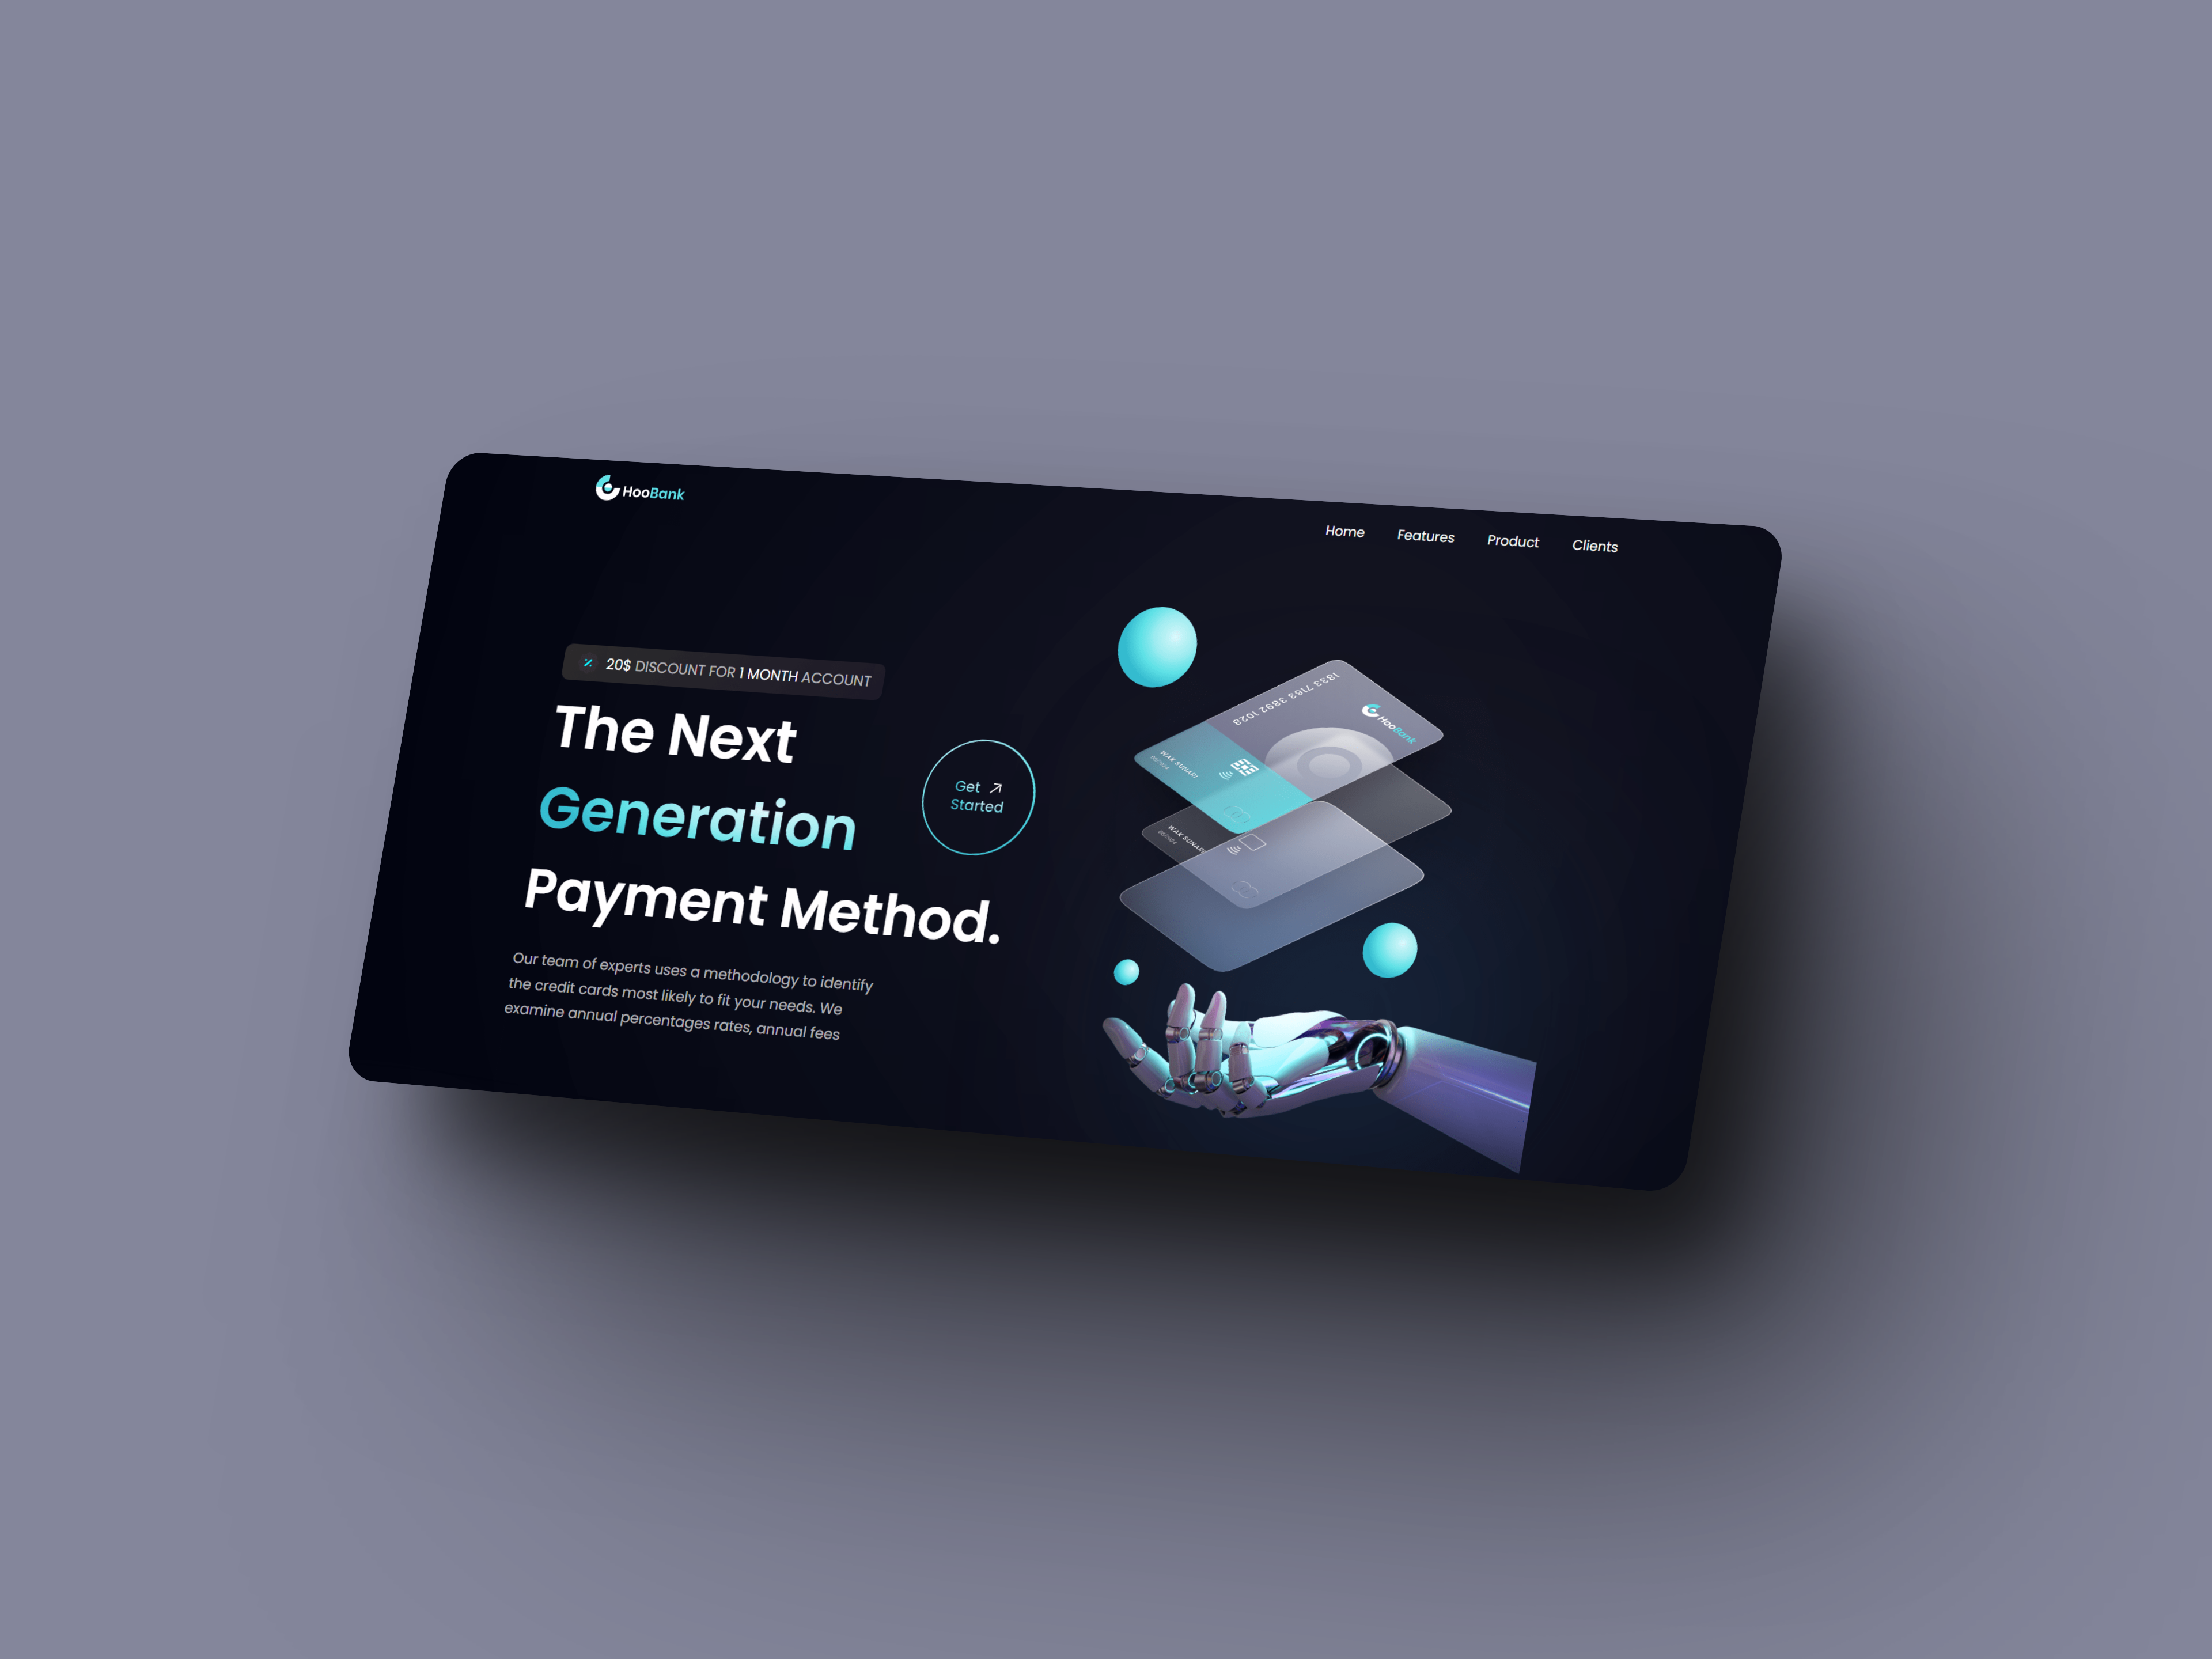 HooBank
Home Features Product Clients
20$ DISCOUNT FOR 1 MONTH ACCOUNT
The Next
Generation
Payment Method.
Get
Started
Our team of experts uses a methodology to identify
the credit cards most likely to fit your needs. We
examine annual percentages rates, annual fees
1833 7163 3892 1028
HooBank
WAK SUNARI
WAK SUNARI